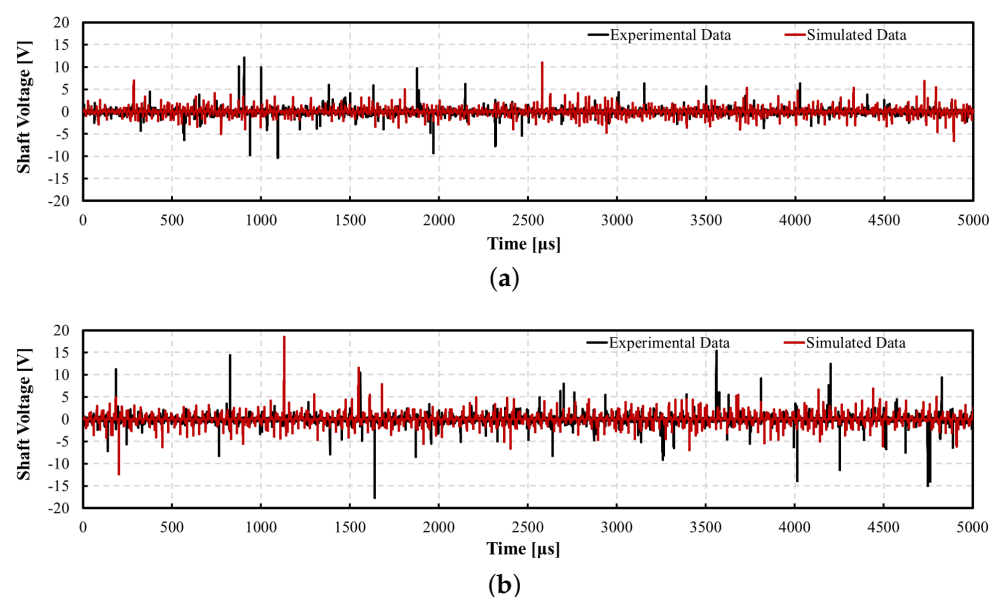 20
15
10
5
0
-5
-10
-15
-20
Shaft Voltage [V]
Experimental Data
Simulated Data
0 500 1000 1500 2000 2500 3000 3500 4000 4500 5000
Time [µs]
(a)
20
15
10
5
0
-5
-10
-15
-20
Shaft Voltage [V]
Experimental Data
Simulated Data
0 500 1000 1500 2000 2500 3000 3500 4000 4500 5000
Time [µs]
(b)